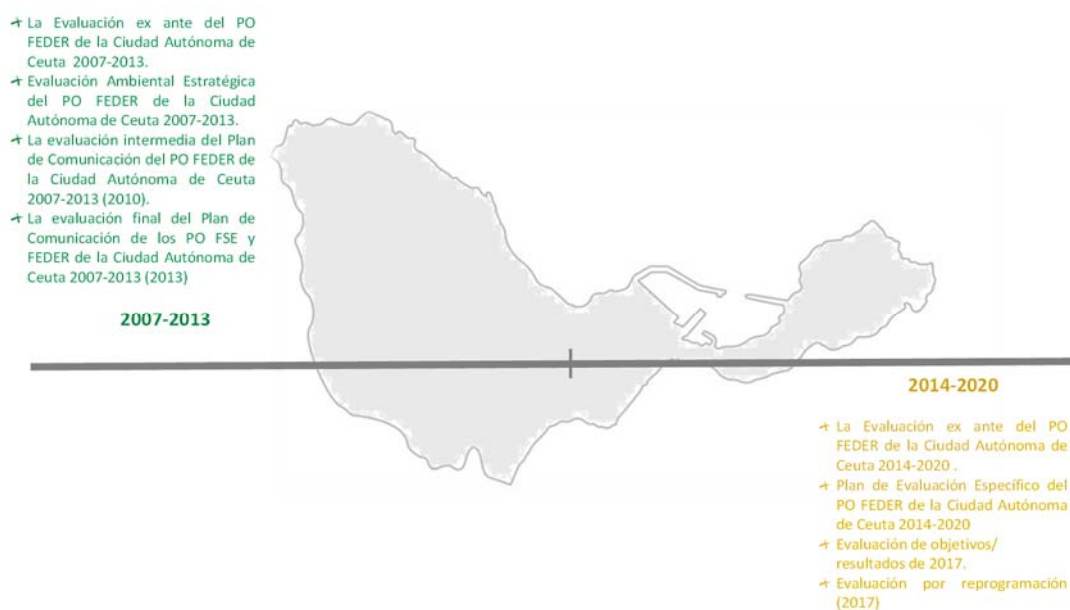 La Evaluación ex ante del PO
FEDER de la Ciudad Autónoma de
Ceuta 2007-2013.
Evaluación Ambiental Estratégica
del PO FEDER de la Ciudad
Autónoma de Ceuta 2007-2013.
La evaluación intermedia del Plan
de Comunicación del PO FEDER de
la Ciudad Autónoma de Ceuta
2007-2013 (2010).
La evaluación final del Plan de
Comunicación de los PO FSE y
FEDER de la Ciudad Autónoma de
Ceuta 2007-2013 (2013)
2007-2013
2014-2020
La Evaluación ex ante del PO
FEDER de la Ciudad Autónoma de
Ceuta 2014-2020 .
Plan de Evaluación Específico del
PO FEDER de la Ciudad Autónoma
de Ceuta 2014-2020
Evaluación de objetivos/
resultados de 2017.
Evaluación por reprogramación
(2017)